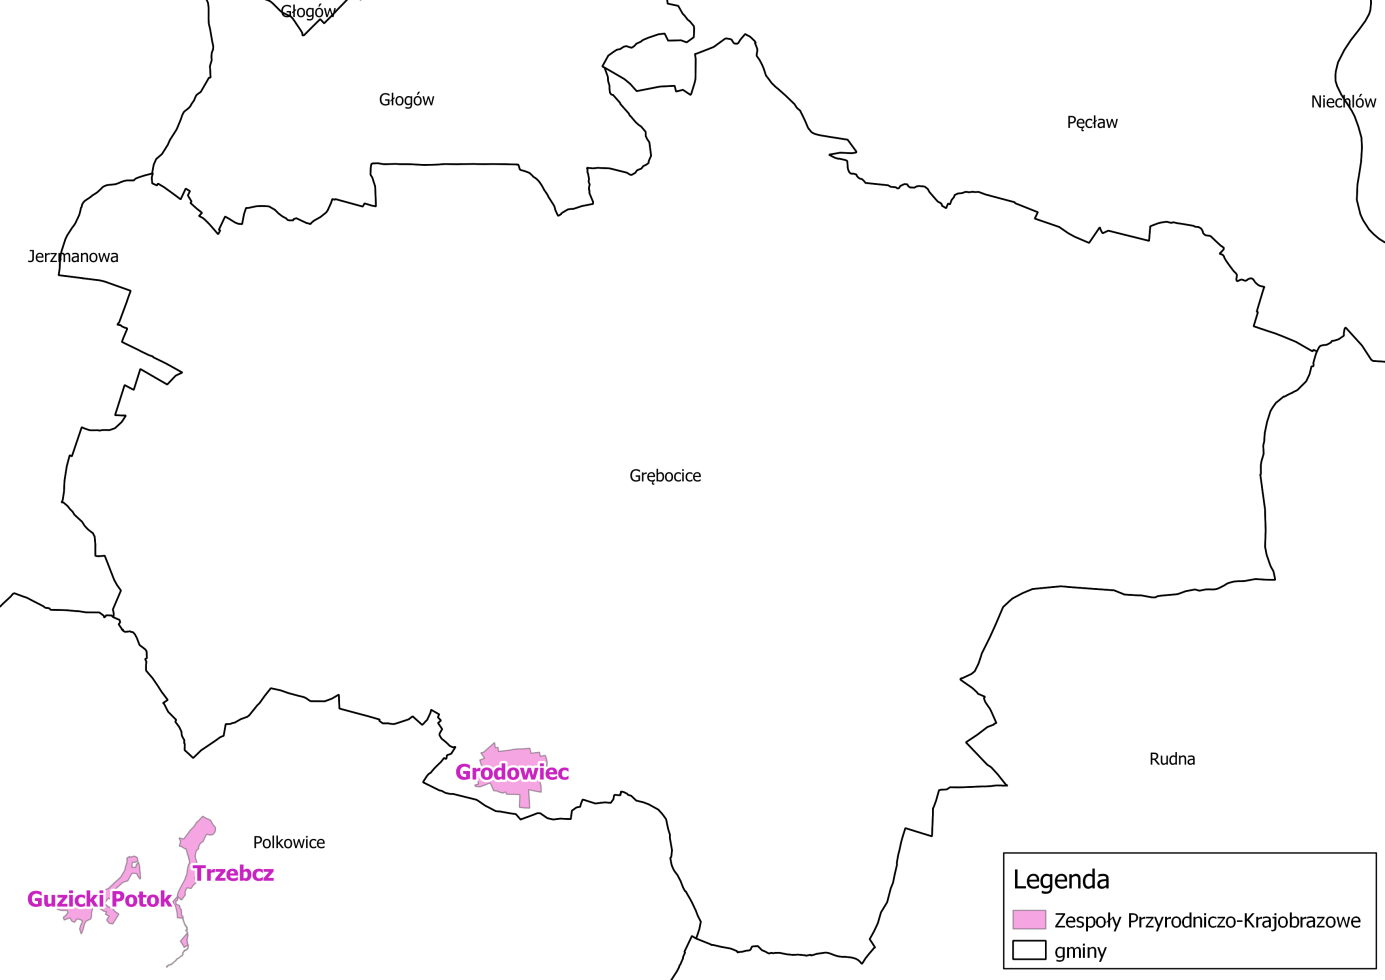 Głogów
Głogów
Niechlów
Pęcław
Jerzmanowa
Grębocice
Rudna
Grodowiec
Polkowice
Trzebcz
Guzicki Potok
Legenda
Zespoły Przyrodniczo-Krajobrazowe
gminy